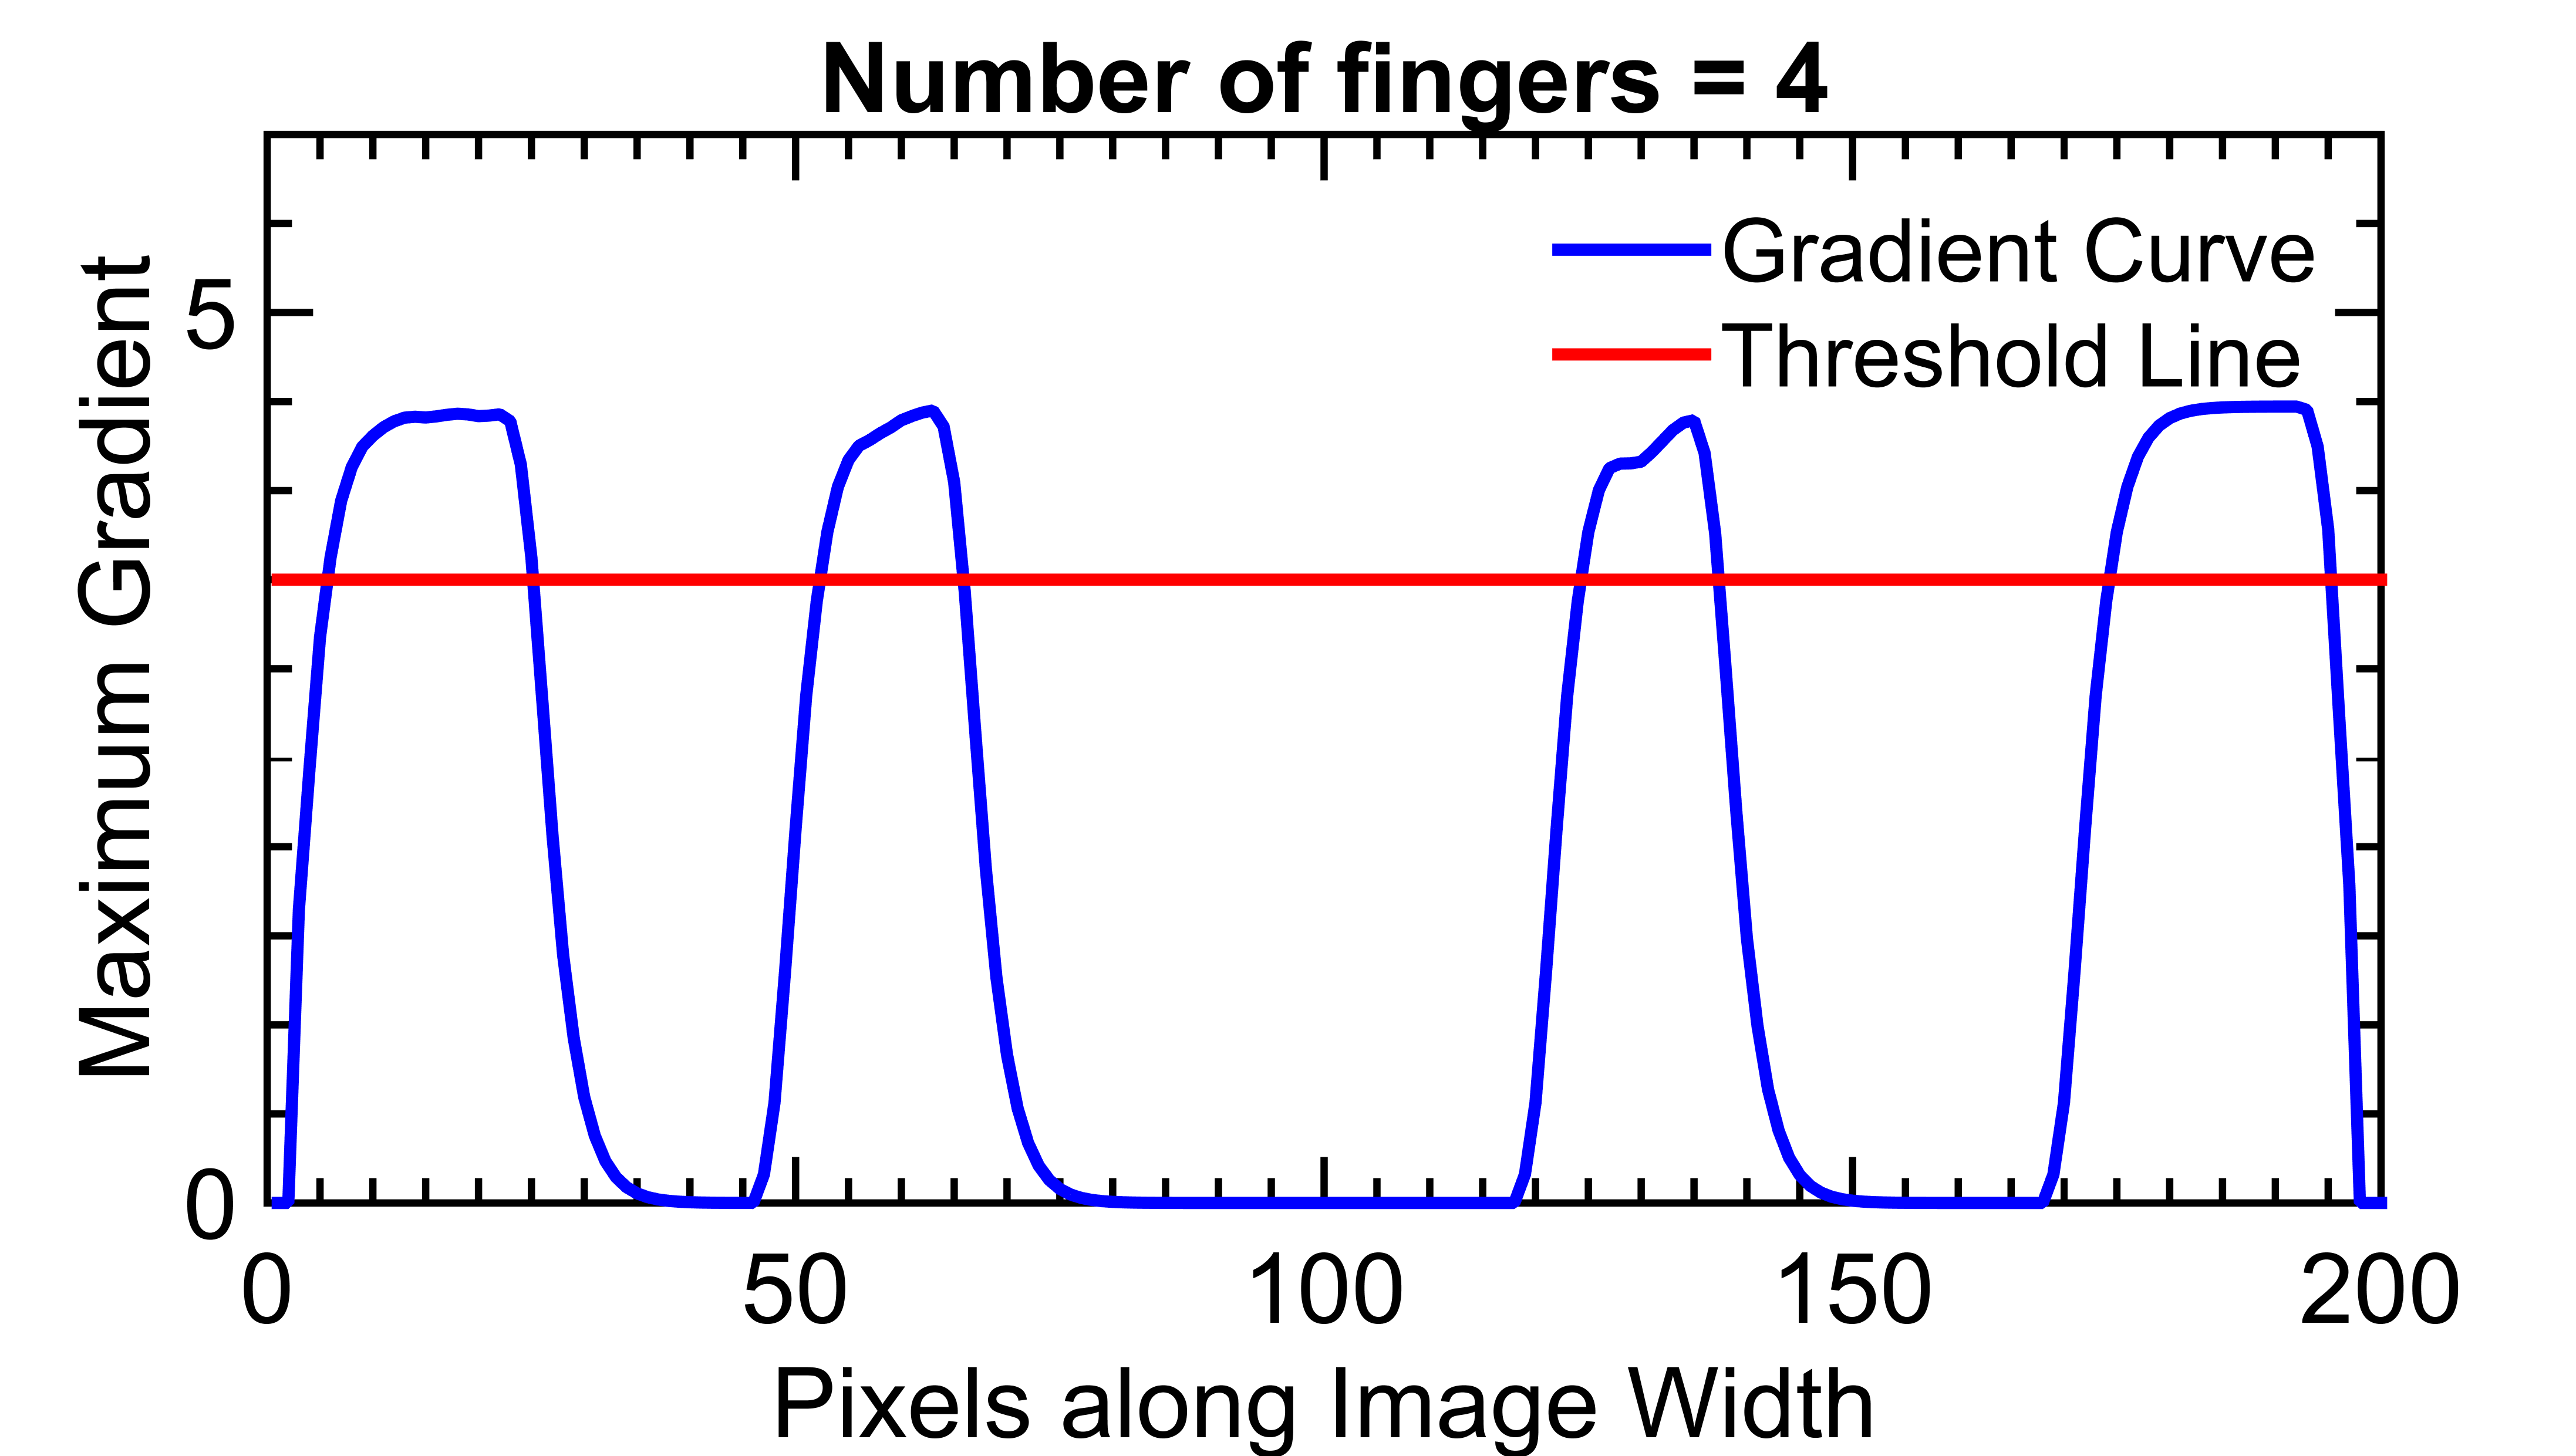 Number of fingers = 4
Gradient Curve
Threshold Line
Maximum Gradient
5
0
0 50 100 150 200
Pixels along Image Width